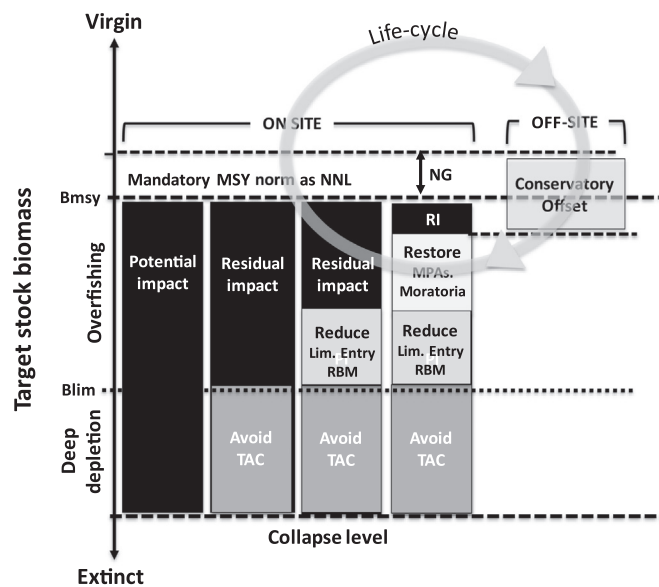 Virgin
Life-cycle
ON SITE
OFF-SITE
NG
Mandatory MSY norm as NNL
Conservatory
Offset
Bmsy
RI
Target stock biomass
Overfishing
Potential
impact
Residual
impact
Residual
impact
Restore
MPAs.
Moratoria
Reduce
Lim. Entry
RBM
Reduce
Lim. Entry
RBM
Blim
Deep
depletion
Avoid
TAC
Avoid
TAC
Avoid
TAC
Collapse level
Extinct